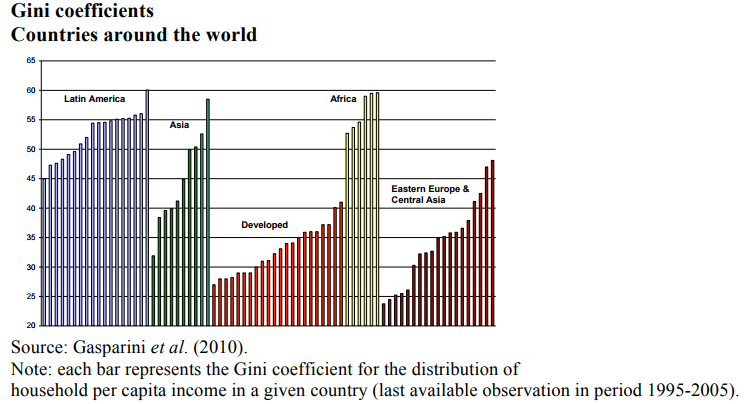 Gini coefficients
Countries around the world
65
60
55
50
45
40
35
30
25
20
Latin America
Asia
Developed
Africa
Eastern Europe &
Central Asia
Source: Gasparini et al. (2010).
Note: each bar represents the Gini coefficient for the distribution of
household per capita income in a given country (last available observation in period 1995-2005).